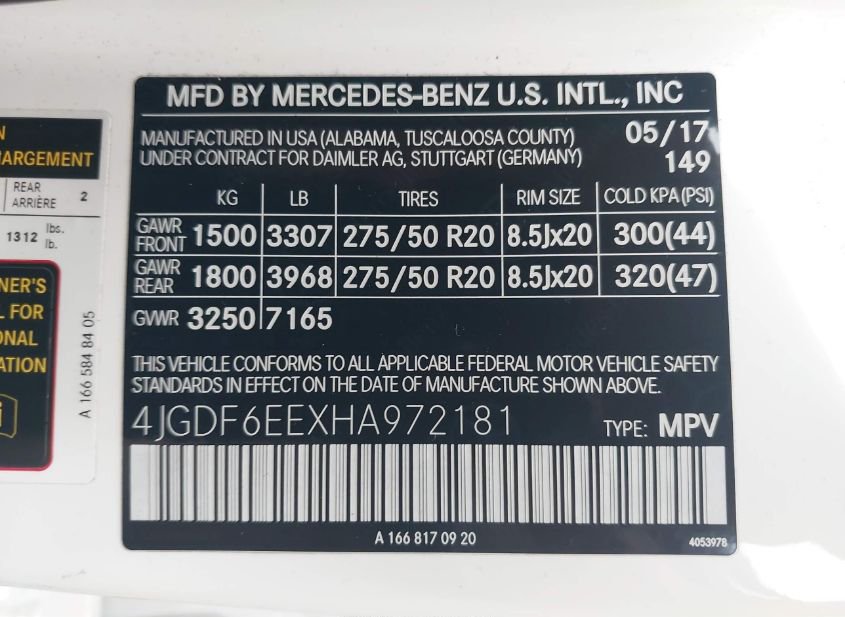 N
ARGEMENT
REAR
ARRIÈRE 2
1312 lbs.
lb.
NER'S
L FOR
ONAL
ATION
i
A 166 584 84 05
MFD BY MERCEDES-BENZ U.S. INTL., INC
MANUFACTURED IN USA (ALABAMA, TUSCALOOSA COUNTY) 05/17
UNDER CONTRACT FOR DAIMLER AG, STUTTGART (GERMANY) 149
KG LB TIRES RIM SIZE COLD KPA (PSI)
GAWR FRONT 1500 3307 275/50 R20 8.5Jx20 300(44)
GAWR REAR 1800 3968 275/50 R20 8.5Jx20 320(47)
GVWR 3250 7165
THIS VEHICLE CONFORMS TO ALL APPLICABLE FEDERAL MOTOR VEHICLE SAFETY
STANDARDS IN EFFECT ON THE DATE OF MANUFACTURE SHOWN ABOVE.
4JGDF6EEXHA972181 TYPE: MPV
A 166 817 09 20
4053978